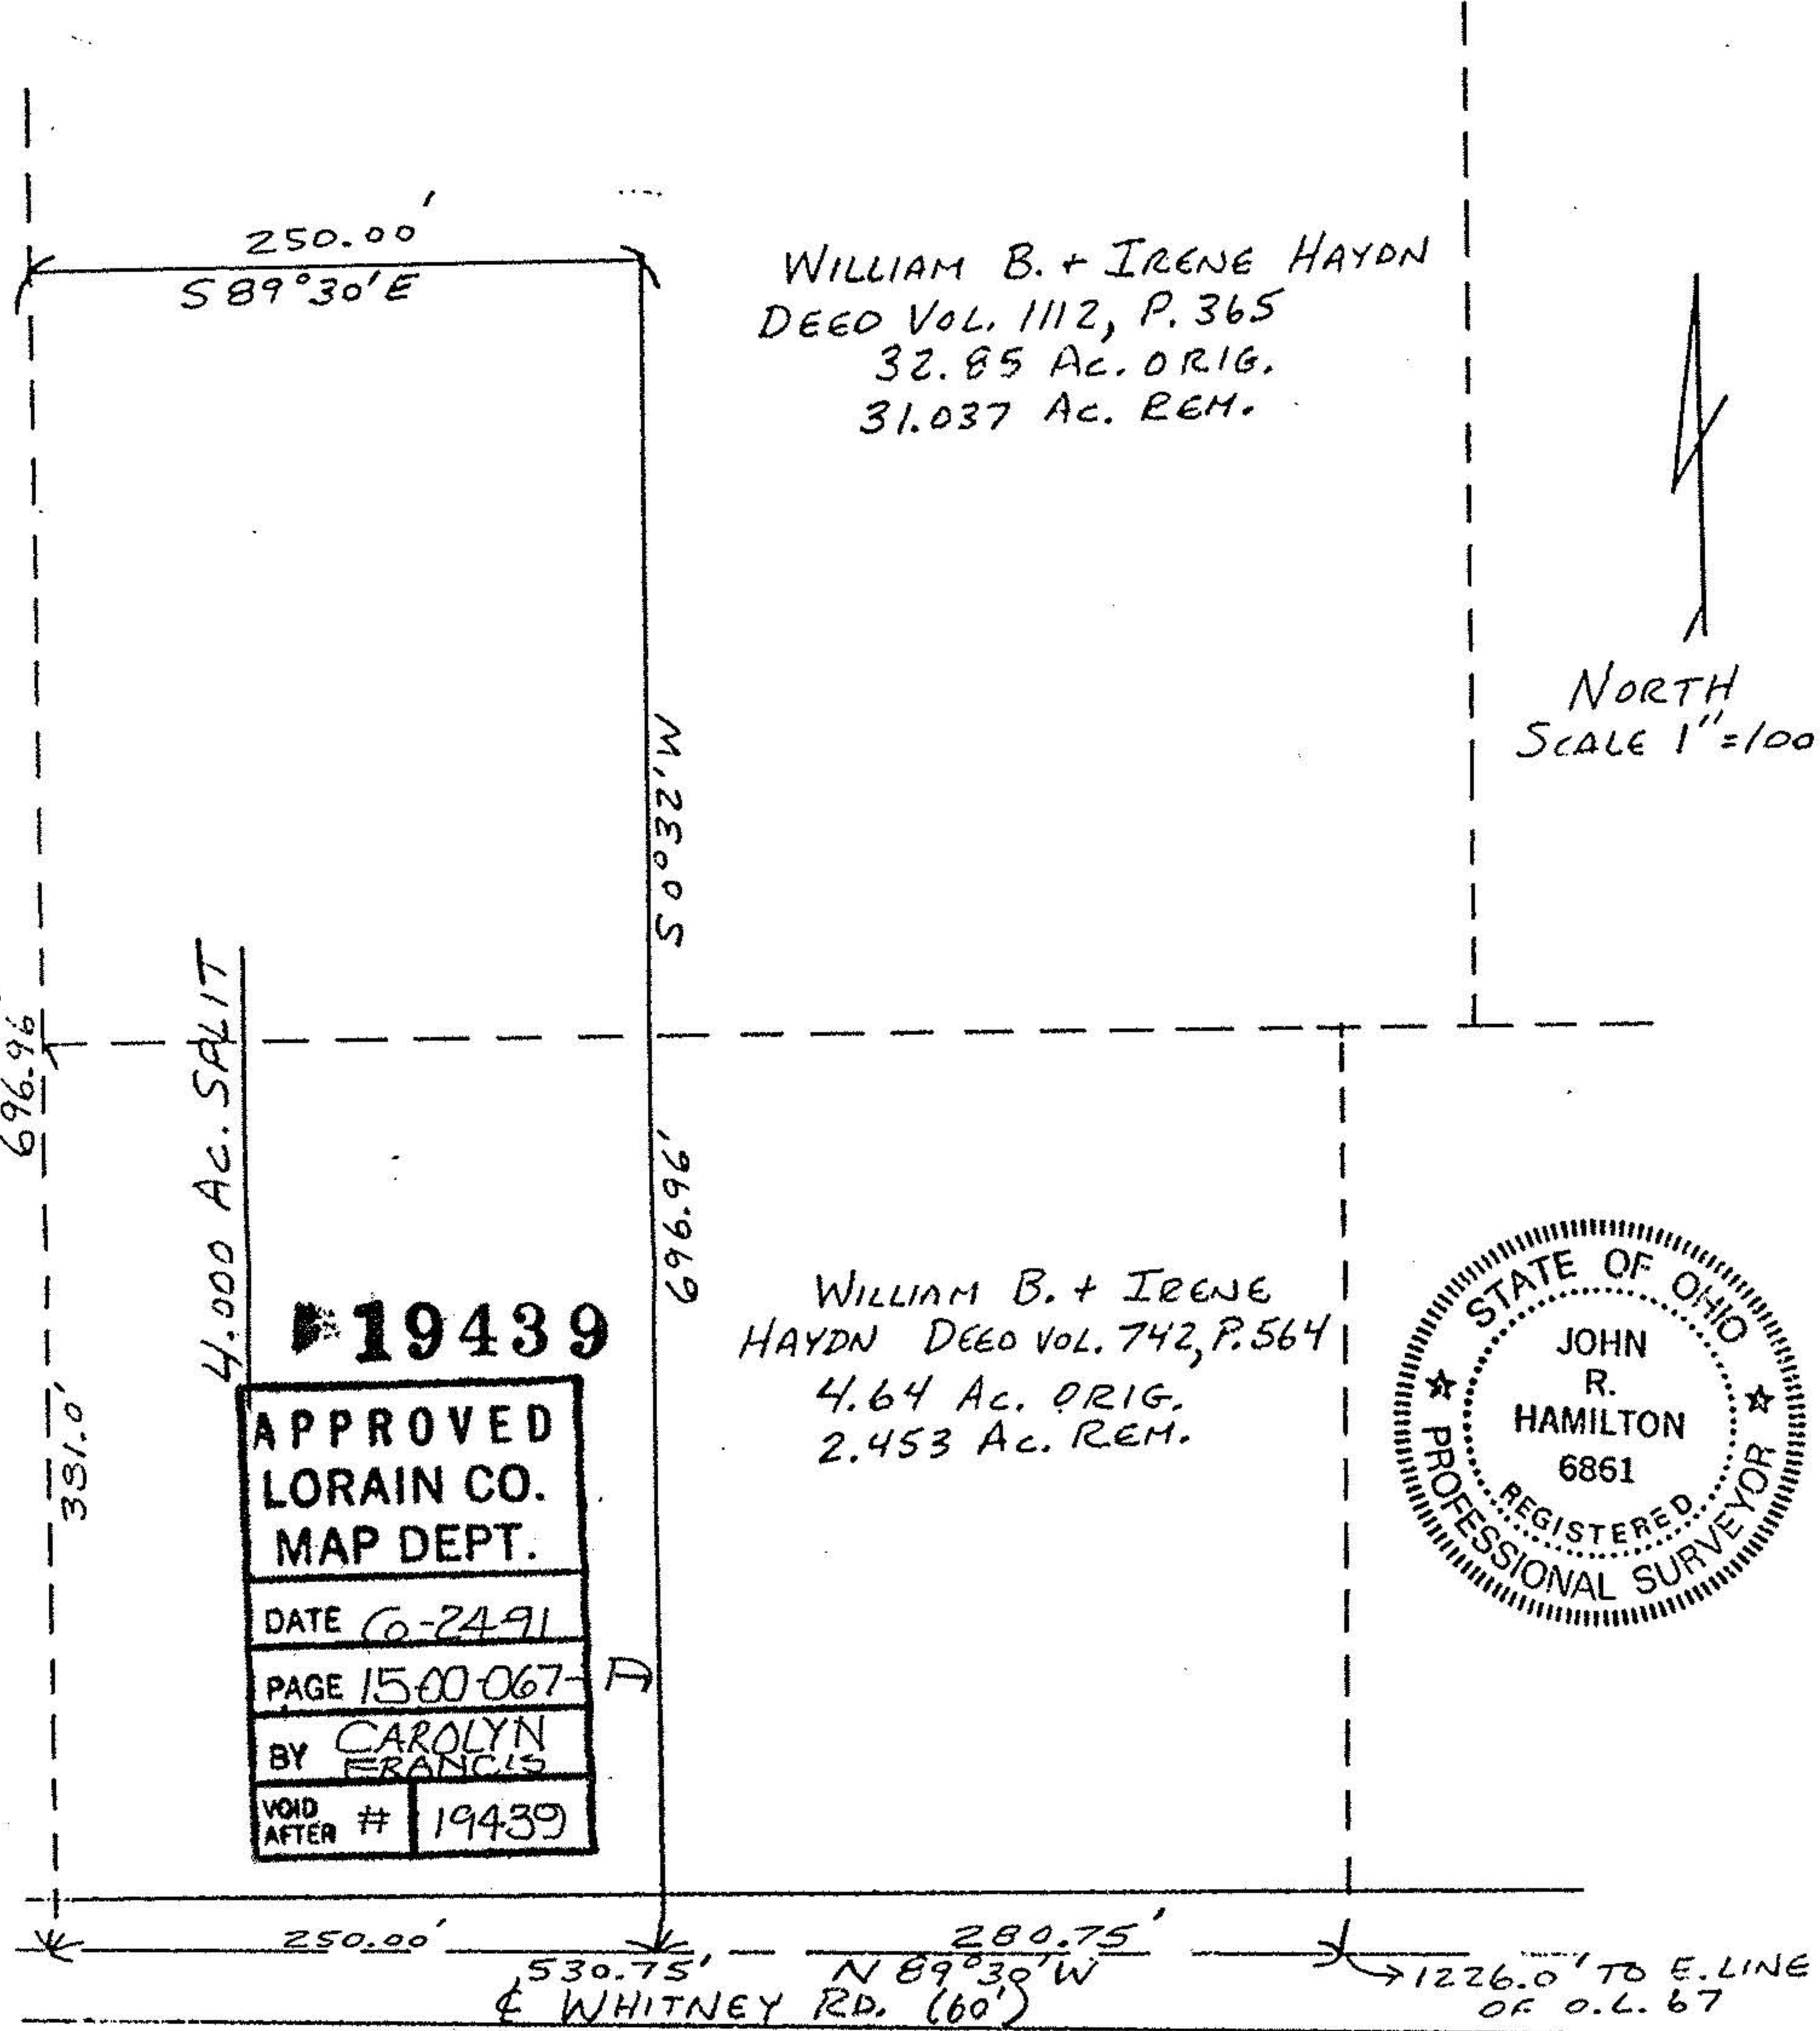 250.00'
S 89°30'E
WILLIAM B. + IRENE HAYDN
DEED VOL. 1112, P. 365
32.85 AC. ORIG.
31.037 AC. REM.
NORTH
SCALE 1"=100
S 0°32'W
696.96'
696.96
4.000 AC. SPLIT
381.0'
19439
APPROVED
LORAIN CO.
MAP DEPT.
DATE 6-24-91
PAGE 15-00-067-A
BY CAROLYN
FRANCIS
VOID
AFTER # 19439
WILLIAM B. + IRENE
HAYDN DEED VOL. 742, P. 564
4.64 AC. ORIG.
2.453 AC. REM.
STATE OF OHIO
JOHN
R.
HAMILTON
6861
REGISTERED
PROFESSIONAL SURVEYOR
250.00'
280.75'
530.75' N 89°30'W
℄ WHITNEY RD. (60')
1226.0' TO E. LINE
OF O.L. 67